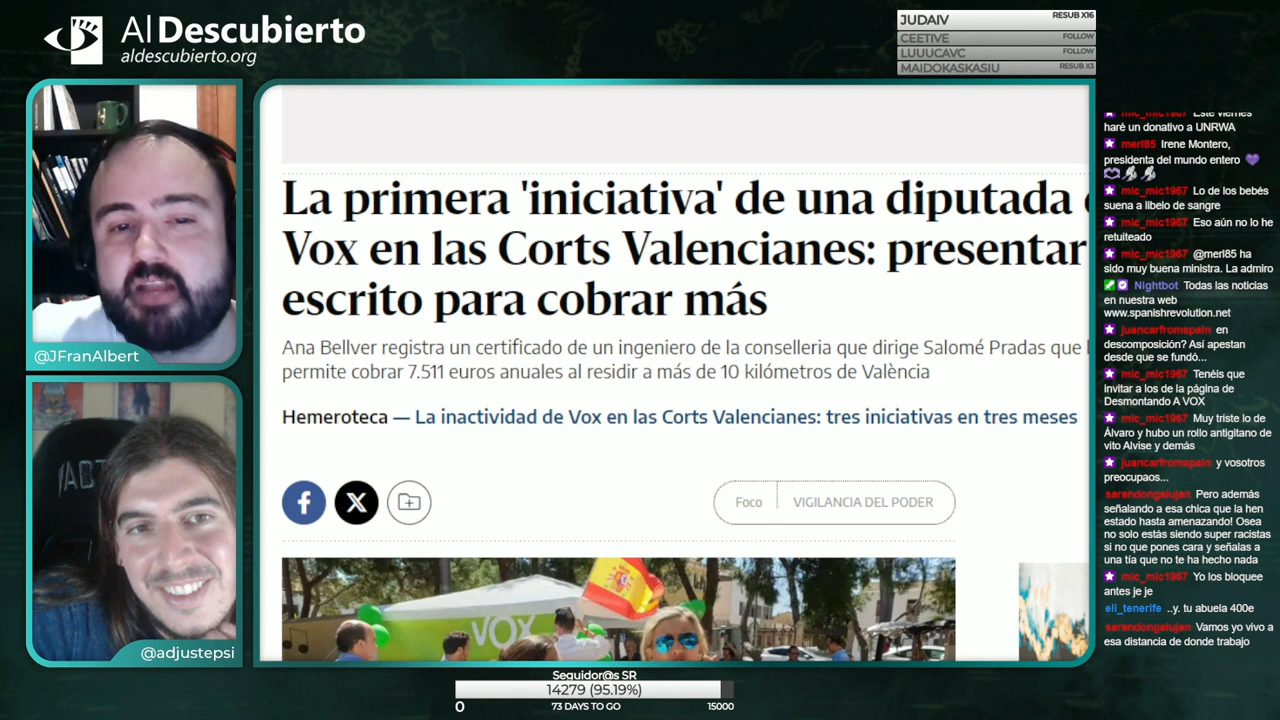 Al Descubierto
aldescubierto.org
JUDAIV RESUB X16
CEETIVE FOLLOW
LUUUCAVC FOLLOW
MAIDOKASKASIU RESUB X3
@JFranAlbert
@adjustepsi
La primera 'iniciativa' de una diputada
Vox en las Corts Valencianes: presentar
escrito para cobrar más
Ana Bellver registra un certificado de un ingeniero de la conselleria que dirige Salomé Pradas que
permite cobrar 7.511 euros anuales al residir a más de 10 kilómetros de València
Hemeroteca — La inactividad de Vox en las Corts Valencianes: tres iniciativas en tres meses
Foco VIGILANCIA DEL PODER
VOX
mic_mic1967 Este viernes
haré un donativo a UNRWA
merl85 Irene Montero,
presidenta del mundo entero
mic_mic1967 Lo de los bebés
suena a libelo de sangre
mic_mic1967 Eso aún no lo he
retuiteado
mic_mic1967 @merl85 ha
sido muy buena ministra. La admiro
Nightbot Todas las noticias
en nuestra web
www.spanishrevolution.net
juancarfromspain en
descomposición? Así apestan
desde que se fundó...
mic_mic1967 Tenéis que
invitar a los de la página de
Desmontando A VOX
mic_mic1967 Muy triste lo de
Álvaro y hubo un rollo antigitano de
vito Alvise y demás
juancarfromspain y vosotros
preocupaos...
sarandongalujan Pero además
señalando a esa chica que la hen
estado hasta amenazando! Osea
no solo estás siendo super racistas
si no que pones cara y señalas a
una tía que no te ha hecho nada
mic_mic1967 Yo los bloquee
antes je je
eli_tenerife ..y. tu abuela 400e
sarandongalujan Vamos yo vivo a
esa distancia de donde trabajo
Seguidor@s SR
14279 (95.19%)
0 73 DAYS TO GO 15000